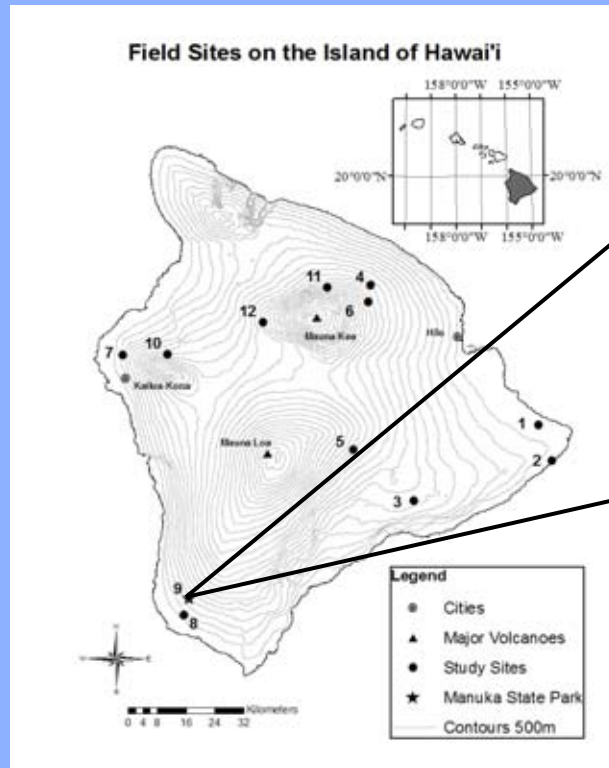 Field Sites on the Island of Hawai'i
158°0'0"W 155°0'0"W
20°0'0"N 20°0'0"N
158°0'0"W 155°0'0"W
11 4
6
12
Mauna Kea
Hilo
7 10
Kailua-Kona
1
Mauna Loa 5
2
3
9
8
Legend
Cities
Major Volcanoes
Study Sites
Manuka State Park
Contours 500m
Kilometers
0 4 8 16 24 32